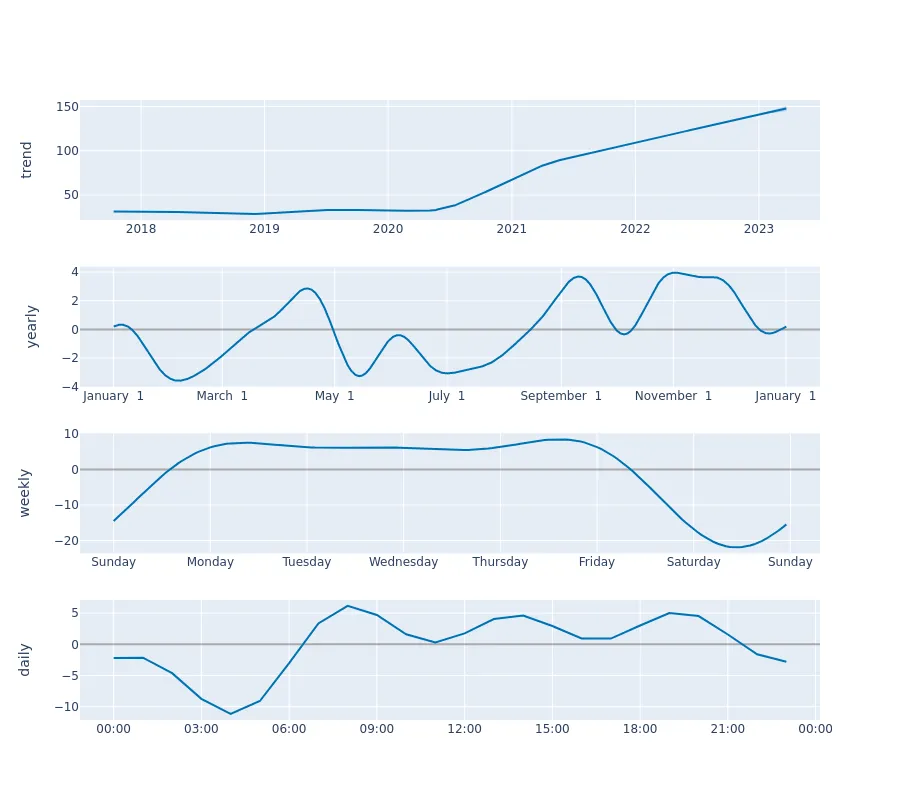 trend
150
100
50
2018 2019 2020 2021 2022 2023
yearly
4
2
0
−2
−4
January 1 March 1 May 1 July 1 September 1 November 1 January 1
weekly
10
0
−10
−20
Sunday Monday Tuesday Wednesday Thursday Friday Saturday Sunday
daily
5
0
−5
−10
00:00 03:00 06:00 09:00 12:00 15:00 18:00 21:00 00:00